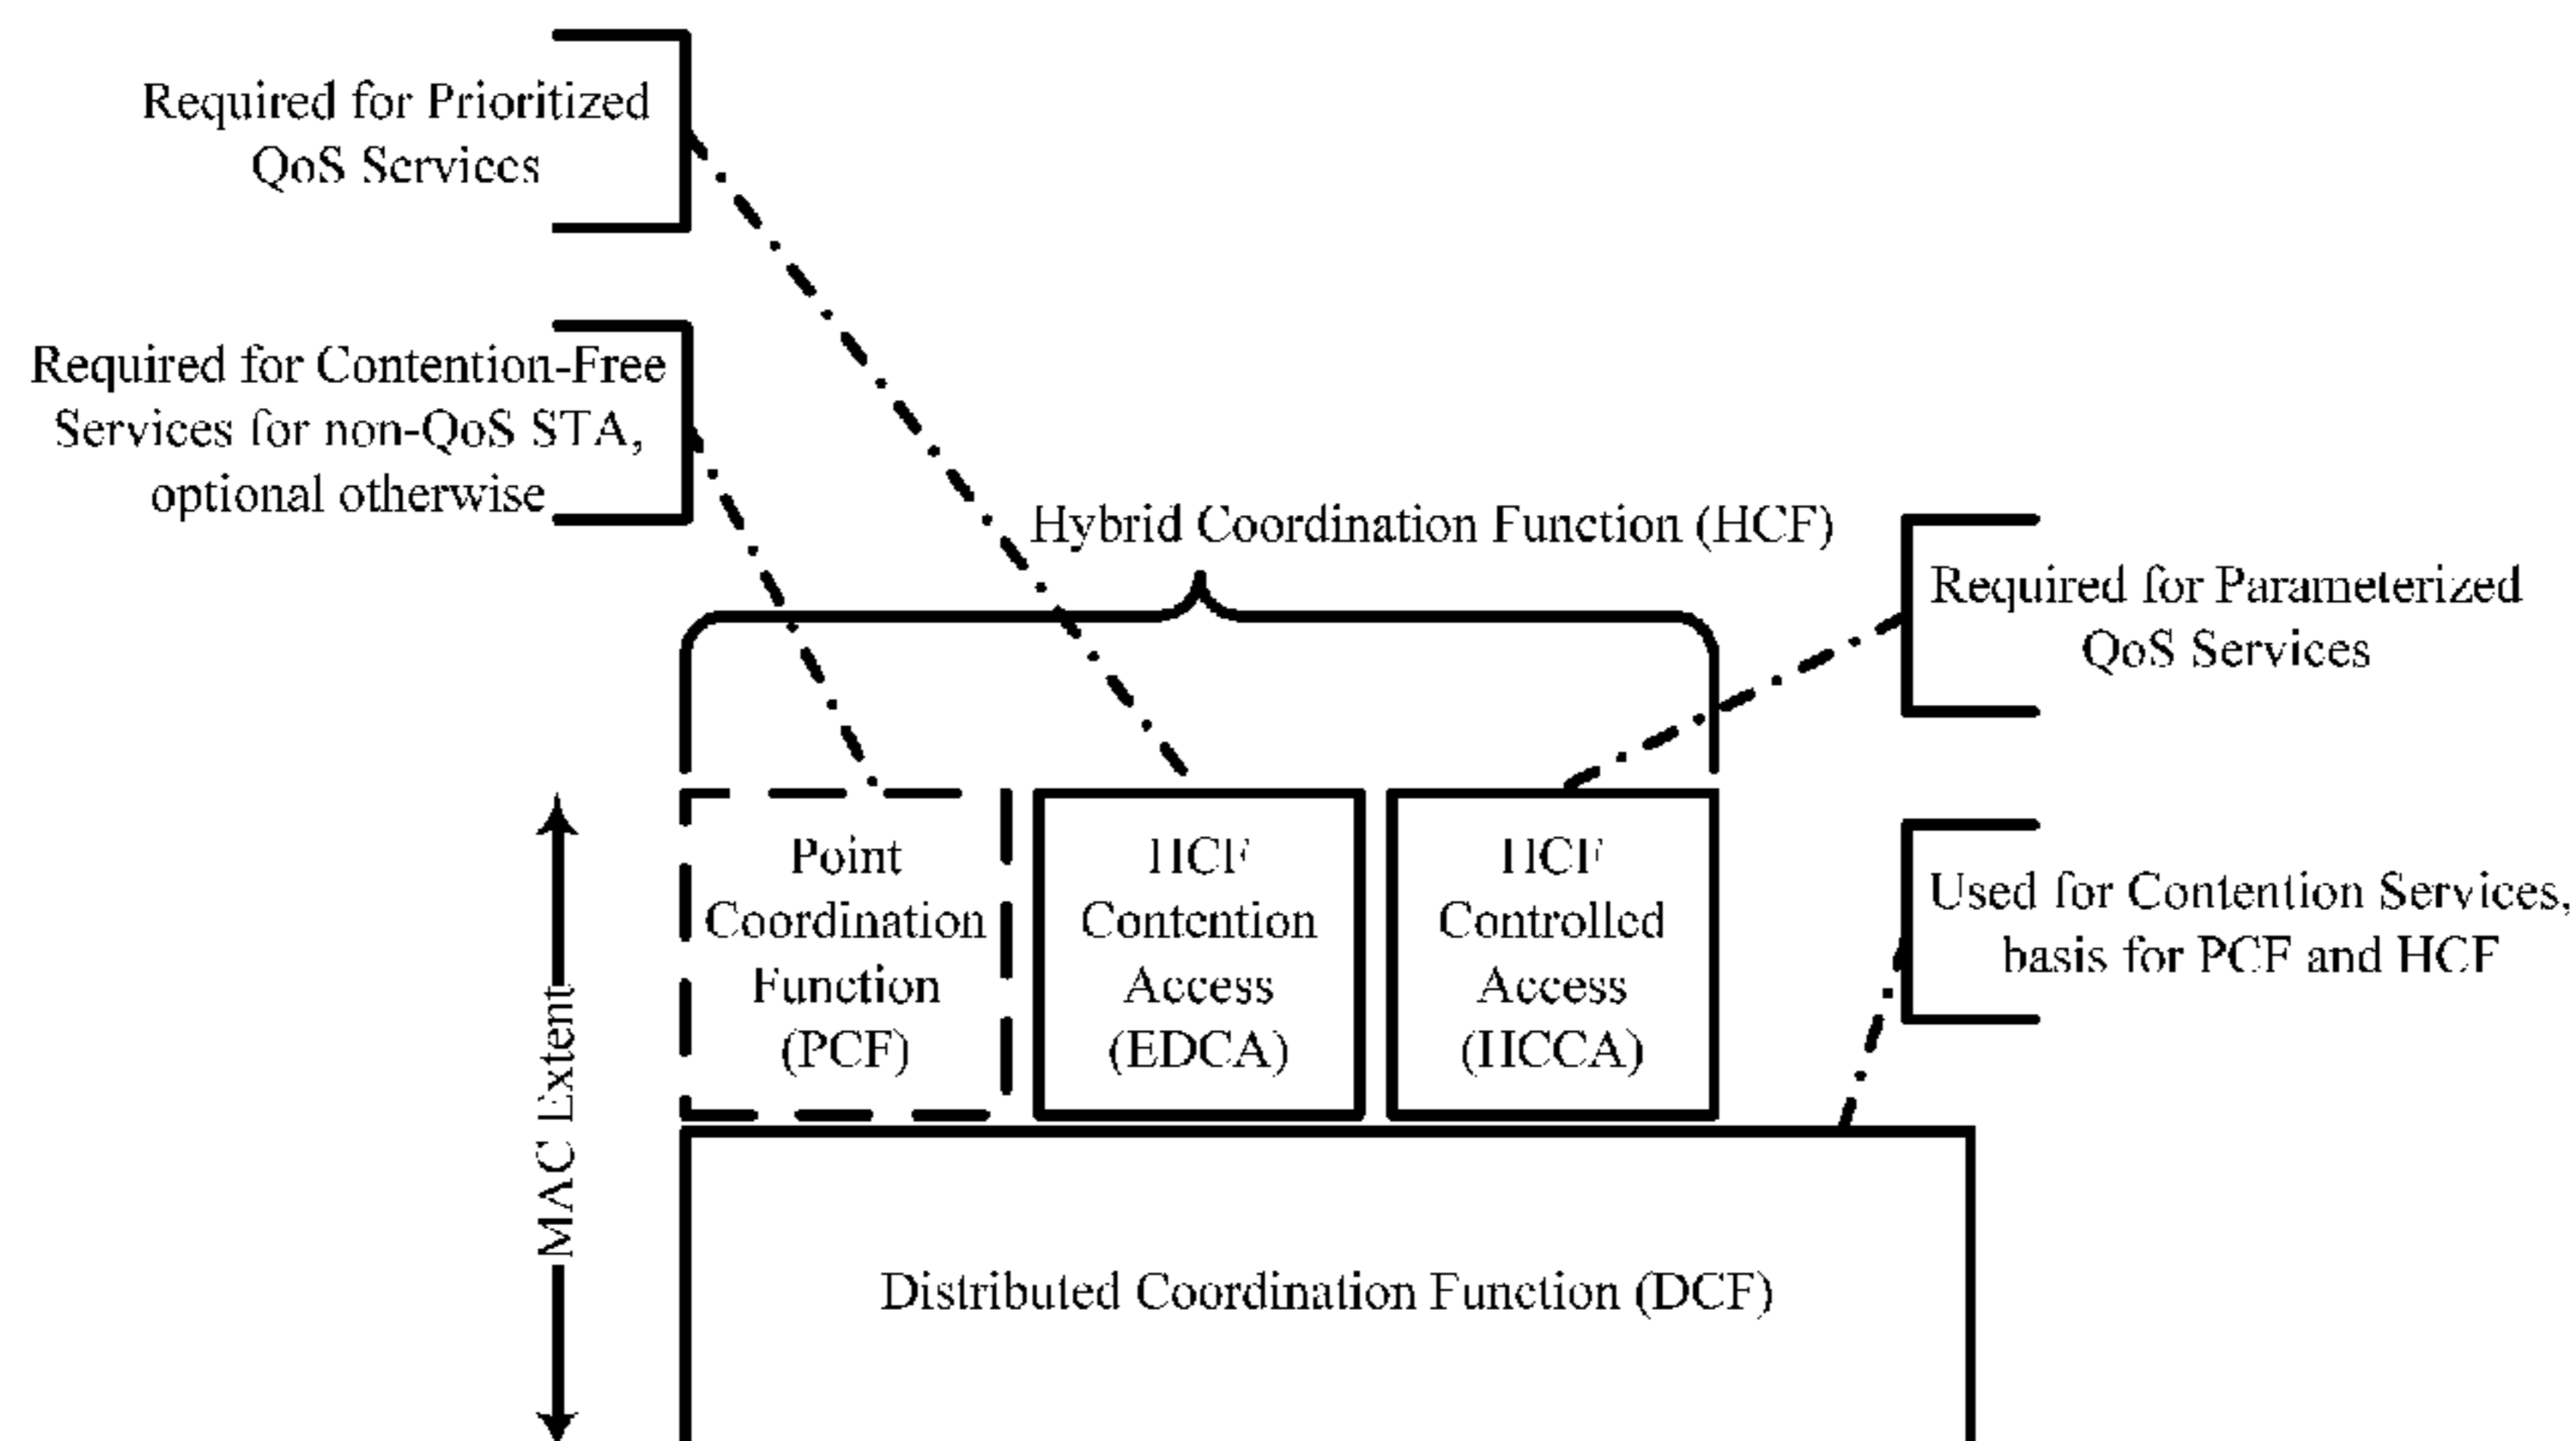 Required for Prioritized
QoS Services
Required for Contention-Free
Services for non-QoS STA,
optional otherwise
Hybrid Coordination Function (HCF)
Required for Parameterized
QoS Services
Point
Coordination
Function
(PCF)
HCF
Contention
Access
(EDCA)
HCF
Controlled
Access
(HCCA)
Used for Contention Services,
basis for PCF and HCF
MAC Extent
Distributed Coordination Function (DCF)